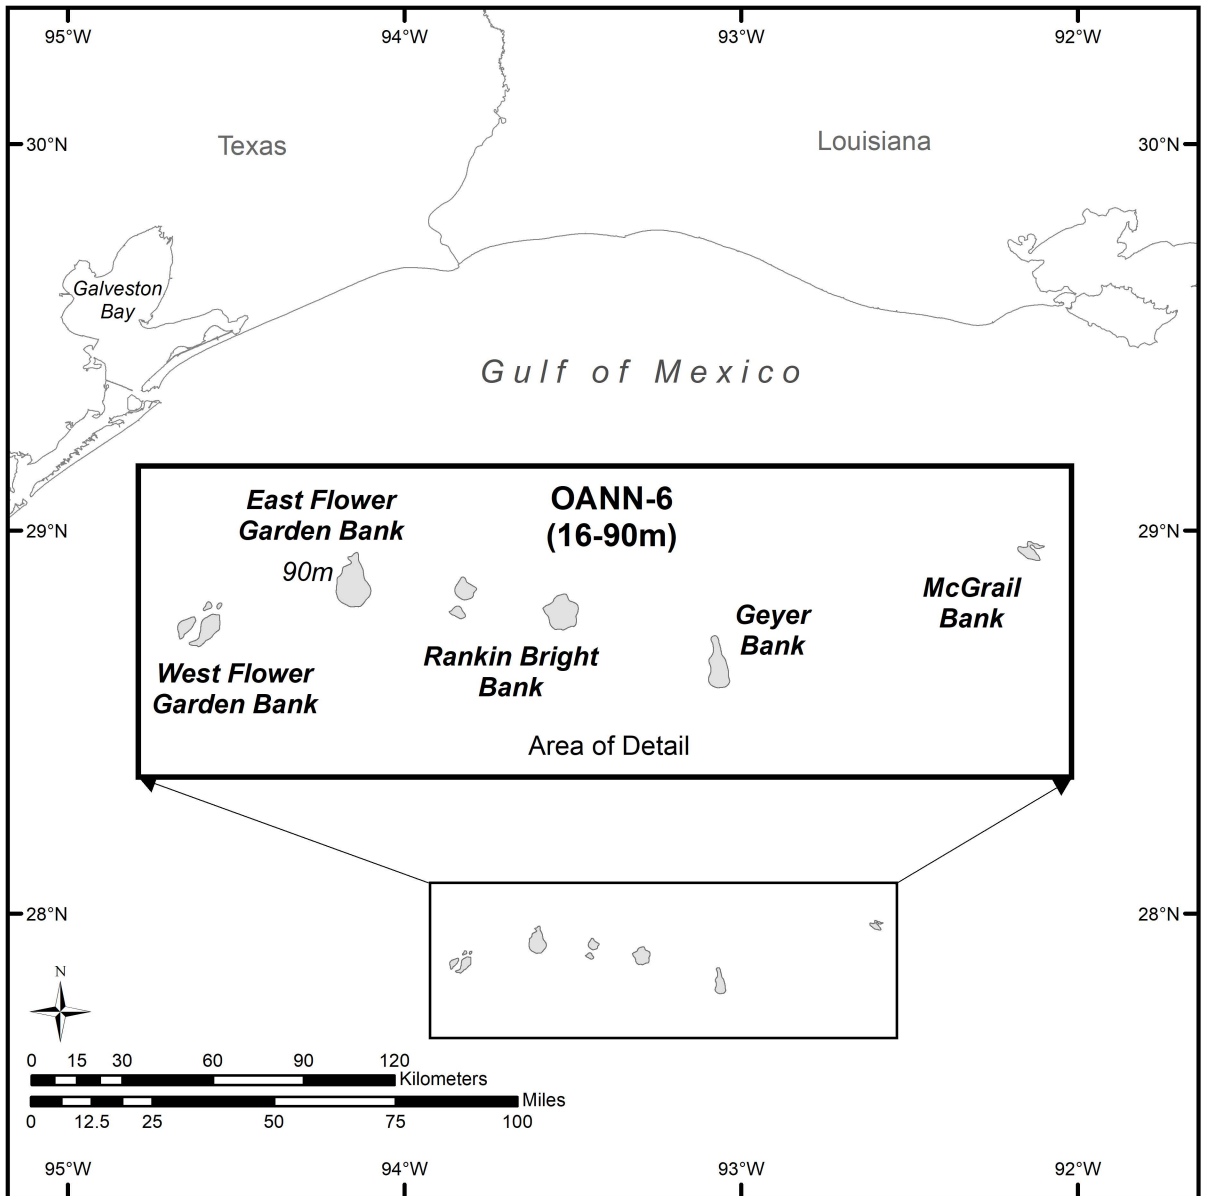 95°W 94°W 93°W 92°W
30°N 30°N
Texas Louisiana
Galveston
Bay
Gulf of Mexico
29°N 29°N
East Flower
Garden Bank
OANN-6
(16-90m)
90m
McGrail
Bank
Geyer
Bank
Rankin Bright
Bank
West Flower
Garden Bank
Area of Detail
28°N 28°N
N
0 15 30 60 90 120
Kilometers
Miles
0 12.5 25 50 75 100
95°W 94°W 93°W 92°W